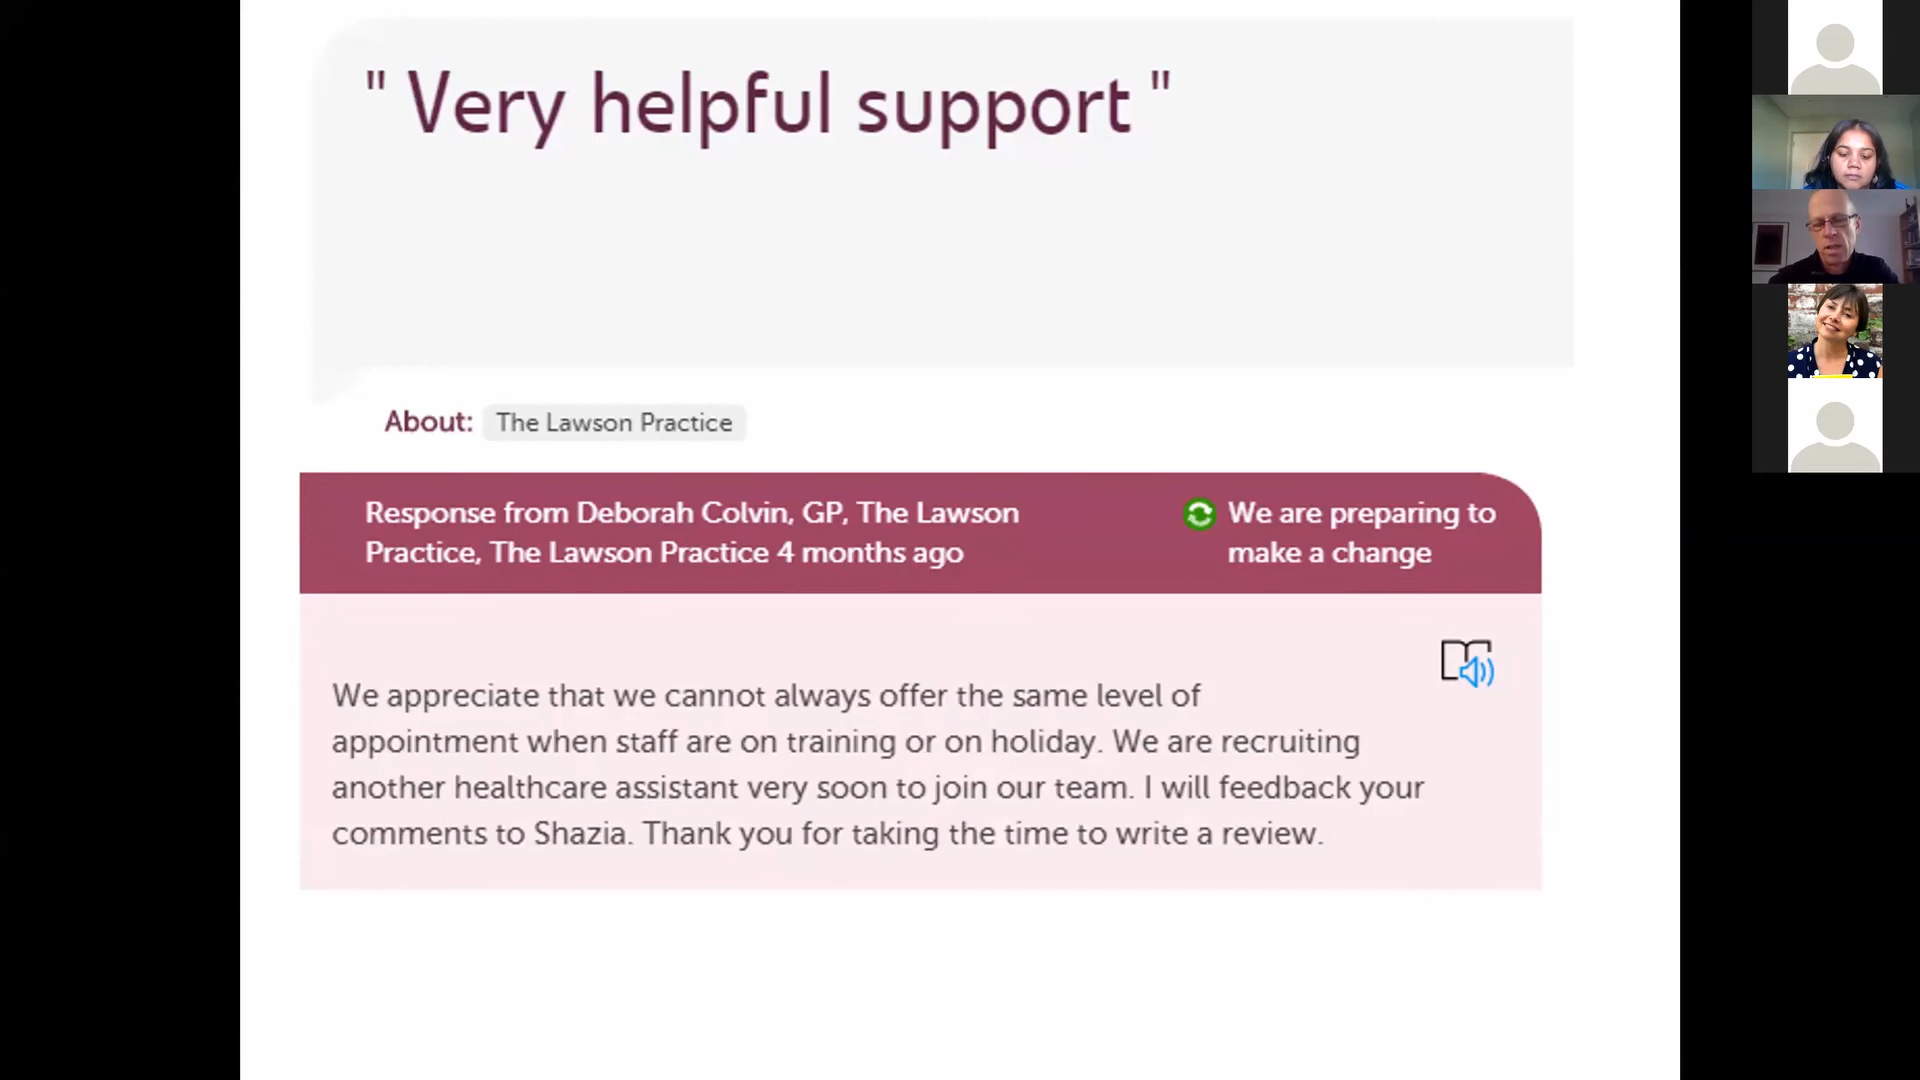 " Very helpful support "
About: The Lawson Practice
Response from Deborah Colvin, GP, The Lawson
Practice, The Lawson Practice 4 months ago
We are preparing to
make a change
We appreciate that we cannot always offer the same level of
appointment when staff are on training or on holiday. We are recruiting
another healthcare assistant very soon to join our team. I will feedback your
comments to Shazia. Thank you for taking the time to write a review.